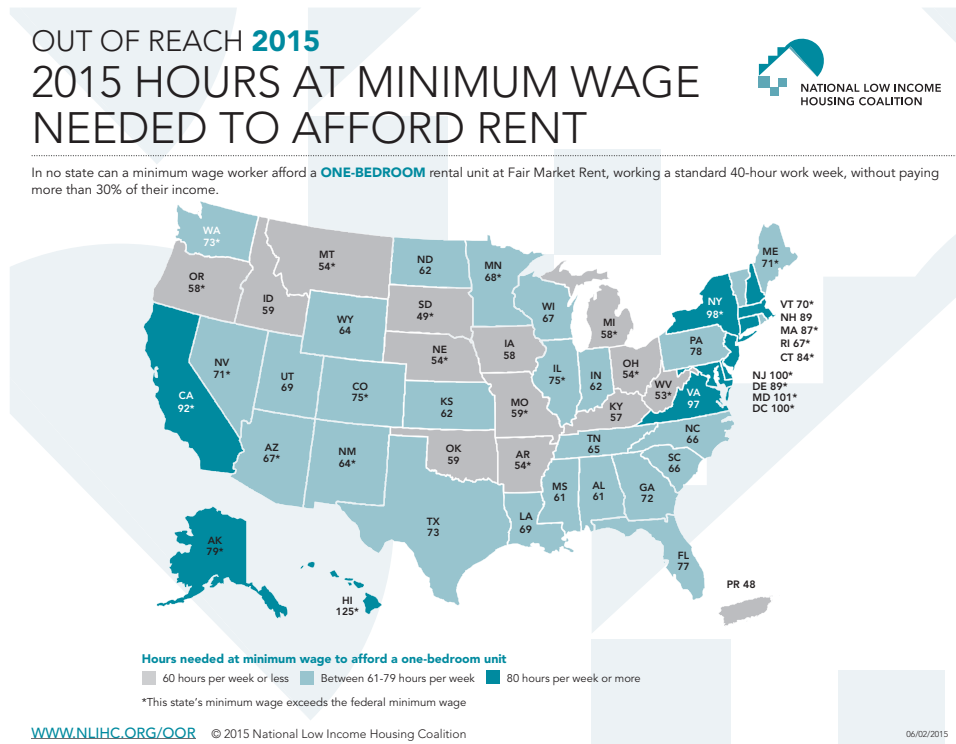 OUT OF REACH 2015
2015 HOURS AT MINIMUM WAGE
NEEDED TO AFFORD RENT
NATIONAL LOW INCOME
HOUSING COALITION
In no state can a minimum wage worker afford a ONE-BEDROOM rental unit at Fair Market Rent, working a standard 40-hour work week, without paying
more than 30% of their income.
WA
73*
OR
58*
MT
54*
ID
59
ND
62
MN
68*
SD
49*
WY
64
WI
67
MI
58*
ME
71*
NY
98*
VT 70*
NH 89
MA 87*
RI 67*
CT 84*
NJ 100*
DE 89*
MD 101*
DC 100*
PA
78
NE
54*
IA
58
NV
71*
UT
69
CO
75*
CA
92*
IL
75*
IN
62
OH
54*
WV
53*
VA
97
KS
62
MO
59*
KY
57
NC
66
TN
65
SC
66
AZ
67*
NM
64*
OK
59
AR
54*
MS
61
AL
61
GA
72
TX
73
LA
69
FL
77
AK
79*
HI
125*
PR 48
Hours needed at minimum wage to afford a one-bedroom unit
60 hours per week or less
Between 61-79 hours per week
80 hours per week or more
*This state's minimum wage exceeds the federal minimum wage
WWW.NLIHC.ORG/OOR © 2015 National Low Income Housing Coalition
06/02/2015